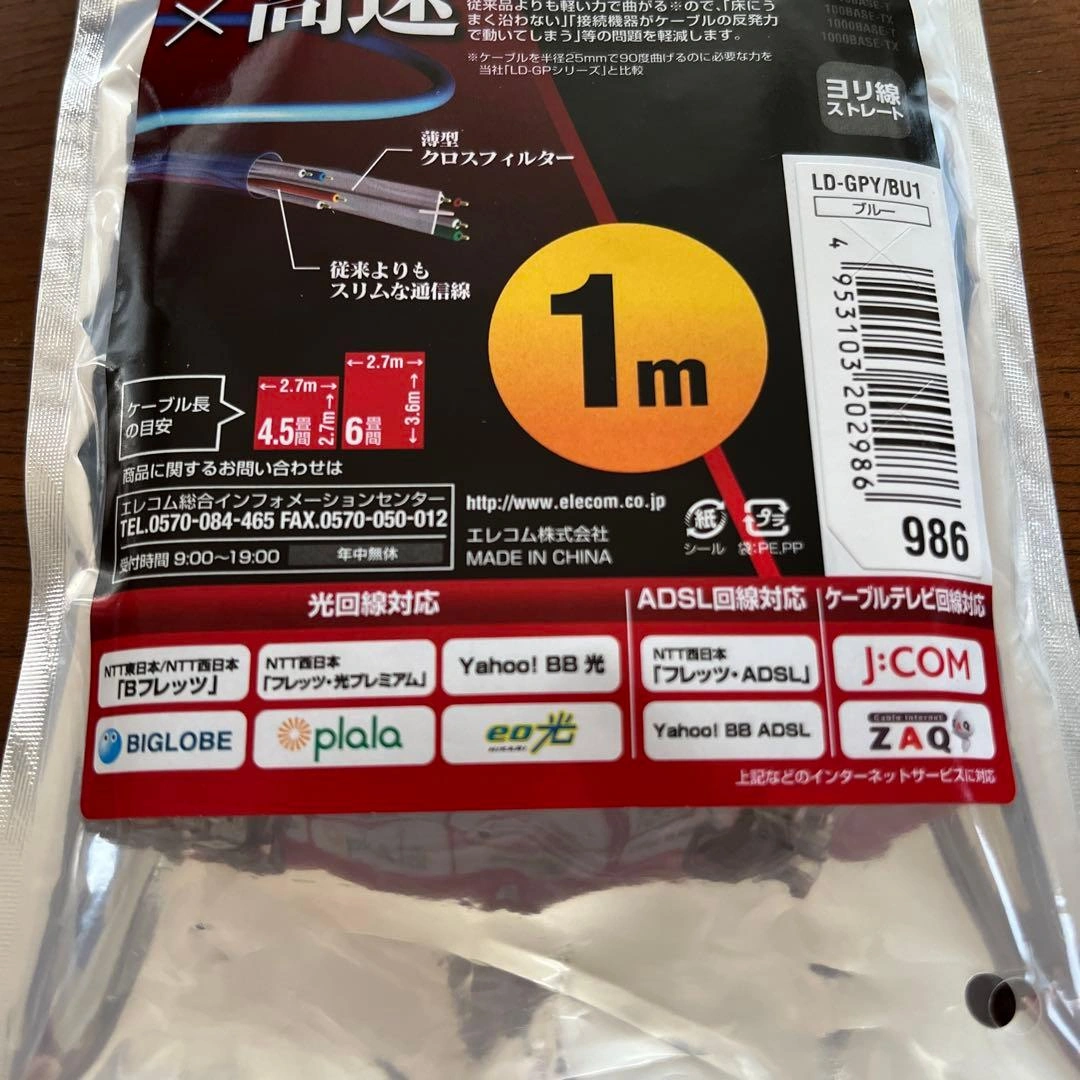 ×高速
従来品よりも軽い力で曲がる※ので、「床にう
まく沿わない」「接続機器がケーブルの反発力
で動いてしまう」等の問題を軽減します。
※ケーブルを半径25mmで90度曲げるのに必要な力を
当社「LD-GPシリーズ」と比較
100BASE-TX
1000BASE-T
1000BASE-TX
ヨリ線
ストレート
薄型
クロスフィルター
従来よりも
スリムな通信線
LD-GPY/BU1
ブルー
4 953103 202986
986
1m
ケーブル長
の目安
2.7m
2.7m
4.5畳間
2.7m
3.6m
6畳間
商品に関するお問い合わせは
エレコム総合インフォメーションセンター
TEL.0570-084-465 FAX.0570-050-012
受付時間 9:00〜19:00 年中無休
http://www.elecom.co.jp
エレコム株式会社
MADE IN CHINA
紙
シール
プラ
袋:PE,PP
光回線対応
NTT東日本/NTT西日本
「Bフレッツ」
NTT西日本
「フレッツ・光プレミアム」
Yahoo! BB 光
BIGLOBE
plala
eo光
HIKARI
ADSL回線対応
NTT西日本
「フレッツ・ADSL」
Yahoo! BB ADSL
ケーブルテレビ回線対応
J:COM
Cable Internet
ZAQ
上記などのインターネットサービスに対応